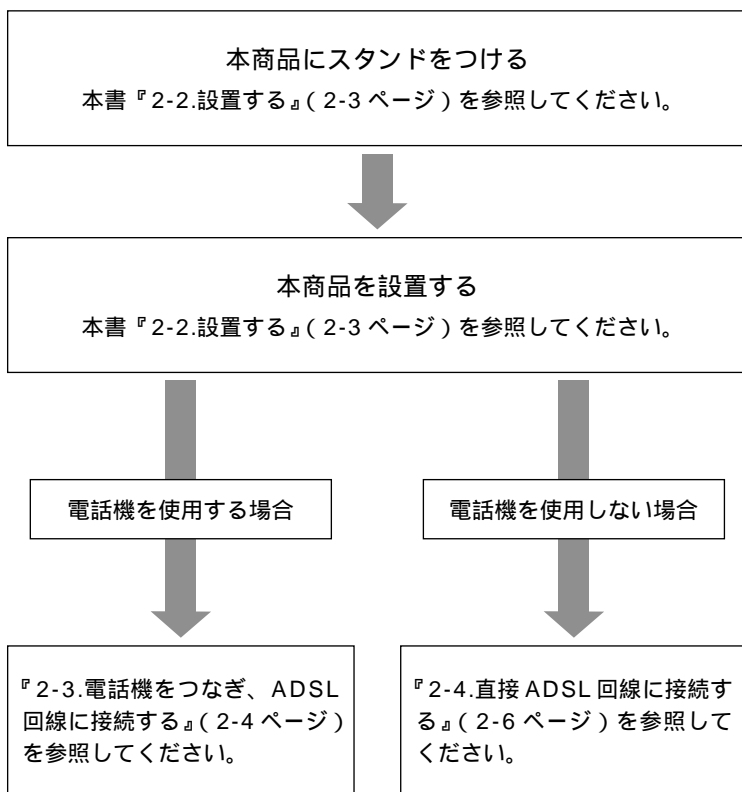 本商品にスタンドをつける
本書『2-2.設置する』(2-3 ページ)を参照してください。
本商品を設置する
本書『2-2.設置する』(2-3 ページ)を参照してください。
電話機を使用する場合
電話機を使用しない場合
『2-3.電話機をつなぎ、ADSL
回線に接続する』(2-4 ページ)
を参照してください。
『2-4.直接 ADSL 回線に接続す
る』(2-6 ページ)を参照して
ください。